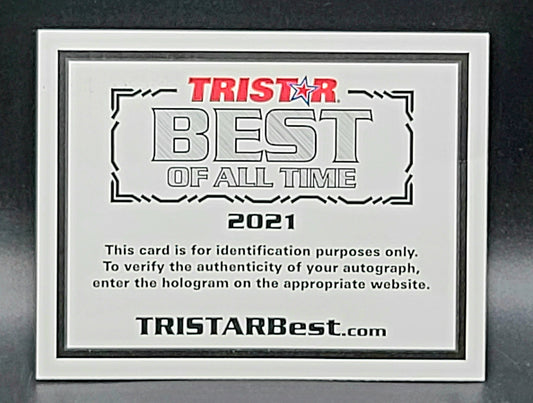 TRISTAR
BEST
OF ALL TIME
2021
This card is for identification purposes only.
To verify the authenticity of your autograph,
enter the hologram on the appropriate website.
TRISTARBest.com